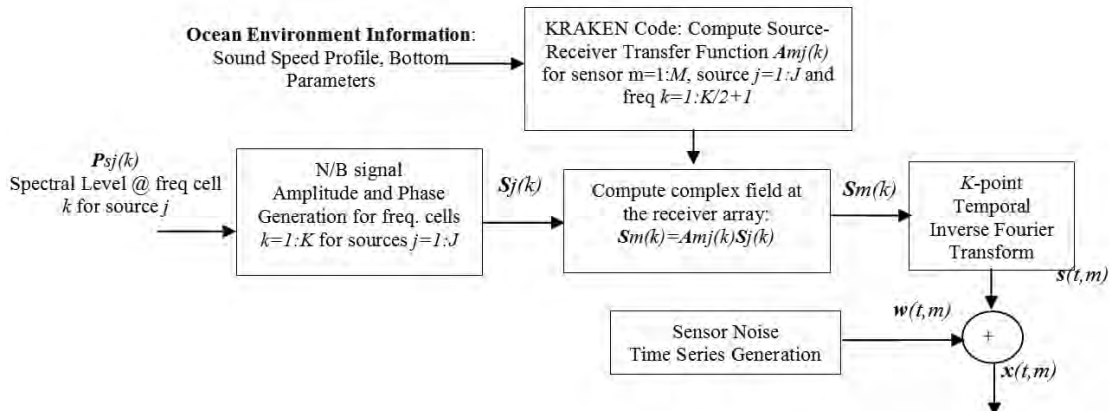 Ocean Environment Information:
Sound Speed Profile, Bottom
Parameters
KRAKEN Code: Compute Source-
Receiver Transfer Function Amj(k)
for sensor m=1:M, source j=1:J and
freq k=1:K/2+1
Psj(k)
Spectral Level @ freq cell
k for source j
N/B signal
Amplitude and Phase
Generation for freq. cells
k=1:K for sources j=1:J
Sj(k)
Compute complex field at
the receiver array:
Sm(k)=Amj(k)Sj(k)
Sm(k)
K-point
Temporal
Inverse Fourier
Transform
s(t,m)
Sensor Noise
Time Series Generation
w(t,m)
+
x(t,m)